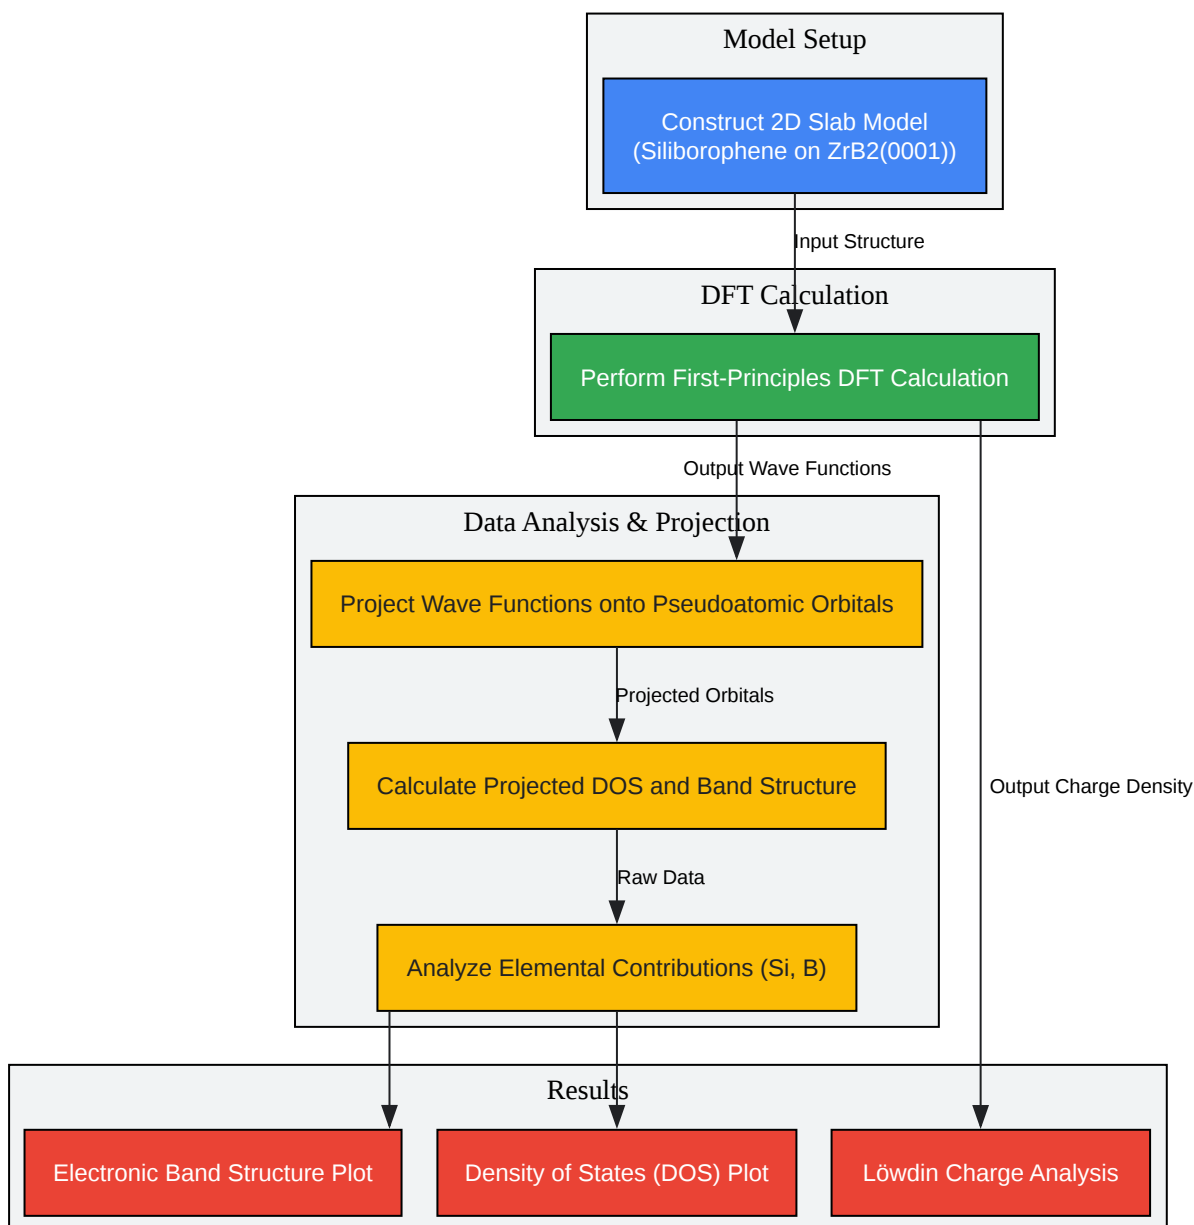 Model Setup
Construct 2D Slab Model
(Siliborophene on ZrB2(0001))
Input Structure
DFT Calculation
Perform First-Principles DFT Calculation
Output Wave Functions
Data Analysis & Projection
Project Wave Functions onto Pseudoatomic Orbitals
Projected Orbitals
Calculate Projected DOS and Band Structure
Output Charge Density
Raw Data
Analyze Elemental Contributions (Si, B)
Results
Electronic Band Structure Plot
Density of States (DOS) Plot
Löwdin Charge Analysis